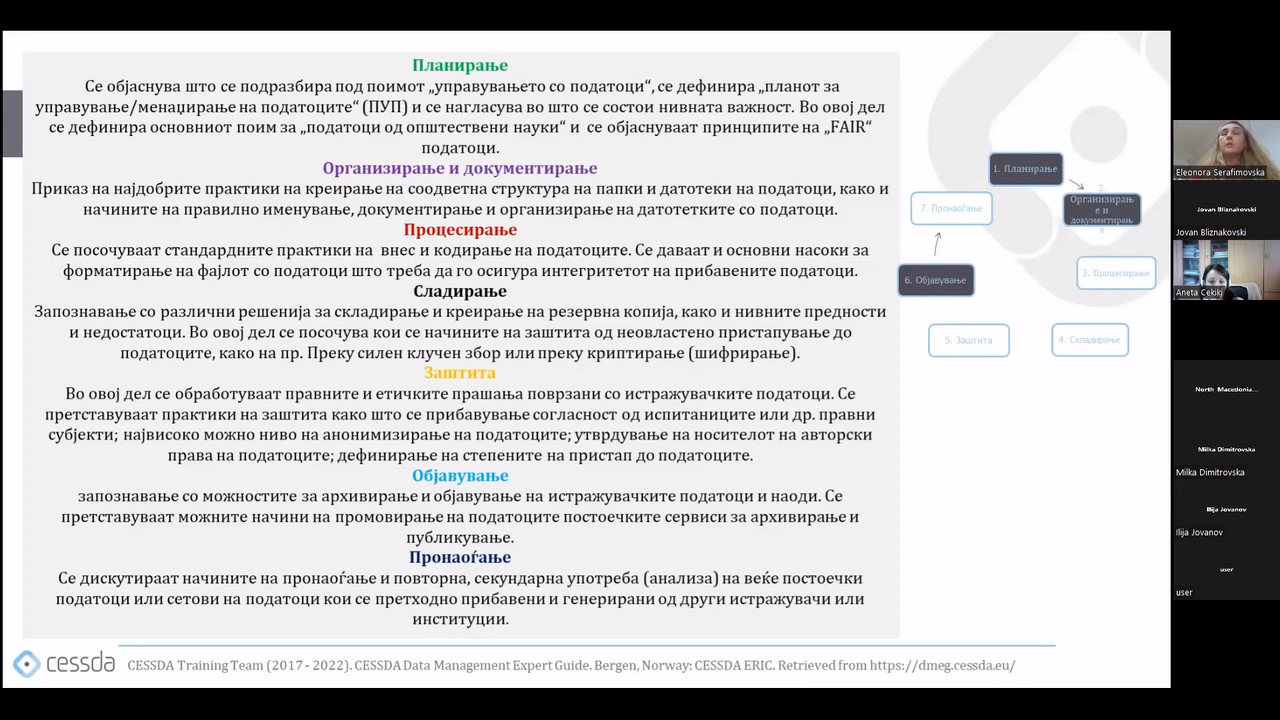 Планирање
Се објаснува што се подразбира под поимот „управувањето со податоци“, се дефинира „планот за
управување/менаџирање на податоците“ (ПУП) и се нагласува во што се состои нивната важност. Во овој дел
се дефинира основниот поим за „податоци од општествени науки“ и се објаснуваат принципите на „FAIR“
податоци.
Организирање и документирање
Приказ на најдобрите практики на креирање на соодветна структура на папки и датотеки на податоци, како и
начините на правилно именување, документирање и организирање на датотетките со податоци.
Процесирање
Се посочуваат стандардните практики на внес и кодирање на податоците. Се даваат и основни насоки за
форматирање на фајлот со податоци што треба да го осигура интегритетот на прибавените податоци.
Сладирање
Запознавање со различни решенија за складирање и креирање на резервна копија, како и нивните предности
и недостатоци. Во овој дел се посочува кои се начините на заштита од неовластено пристапување до
податоците, како на пр. Преку силен клучен збор или преку криптирање (шифрирање).
Заштита
Во овој дел се обработуваат правните и етичките прашања поврзани со истражувачките податоци. Се
претставуваат практики на заштита како што се прибавување согласност од испитаниците или др. правни
субјекти; највисоко можно ниво на анонимизирање на податоците; утврдување на носителот на авторски
права на податоците; дефинирање на степените на пристап до податоците.
Објавување
запознавање со можностите за архивирање и објавување на истражувачките податоци и наоди. Се
претставуваат можните начини на промовирање на податоците постоечките сервиси за архивирање и
публикување.
Пронаоѓање
Се дискутираат начините на пронаоѓање и повторна, секундарна употреба (анализа) на веќе постоечки
податоци или сетови на податоци кои се претходно прибавени и генерирани од други истражувачи или
институции.
1. Планирање
2.
Организирањ
е и
документирањ
е
3. Процесирање
4. Складирање
5. Заштита
6. Објавување
7. Пронаоѓање
cessda
CESSDA Training Team (2017 - 2022). CESSDA Data Management Expert Guide. Bergen, Norway: CESSDA ERIC. Retrieved from https://dmeg.cessda.eu/
Eleonora Serafimovska
Jovan Bliznakovski
Jovan Bliznakovski
Aneta Cekikj
North Macedonia...
Milka Dimitrovska
Milka Dimitrovska
Ilija Jovanov
Ilija Jovanov
user
user